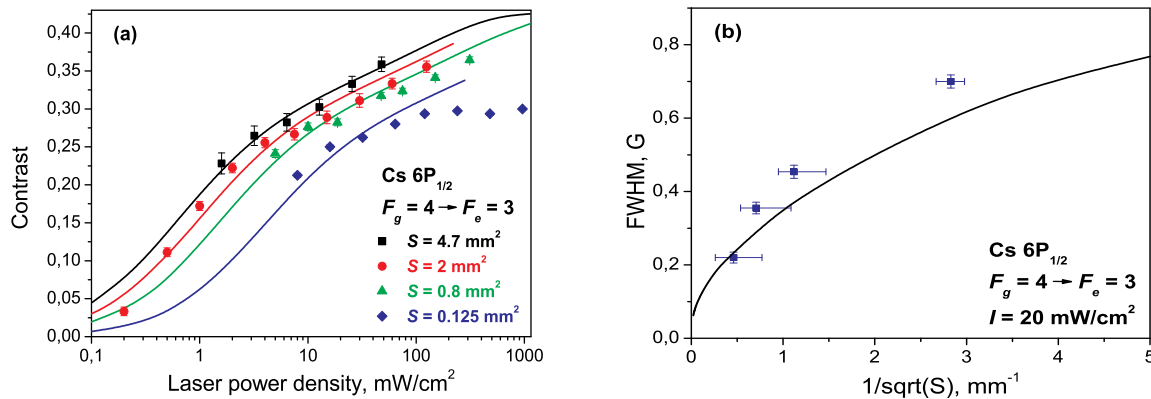 (a)
0,40
0,35
0,30
0,25
0,20
0,15
0,10
0,05
0,00
Contrast
Cs 6P1/2
Fg = 4 → Fe = 3
S = 4.7 mm²
S = 2 mm²
S = 0.8 mm²
S = 0.125 mm²
0,1 1 10 100 1000
Laser power density, mW/cm²
(b)
0,8
0,6
0,4
0,2
0,0
FWHM, G
Cs 6P1/2
Fg = 4 → Fe = 3
I = 20 mW/cm²
0 1 2 3 4 5
1/sqrt(S), mm⁻¹